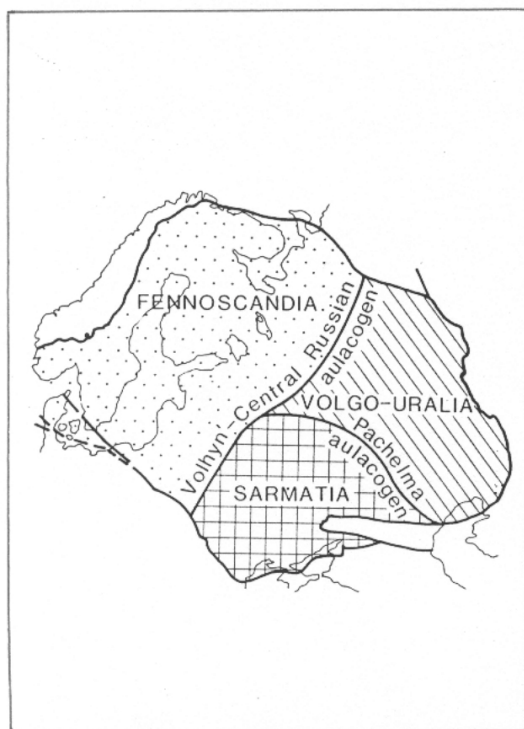 FENNOSCANDIA
Volhyn-Central Russian
aulacogen
VOLGO-URALIA
Pachelma
aulacogen
SARMATIA